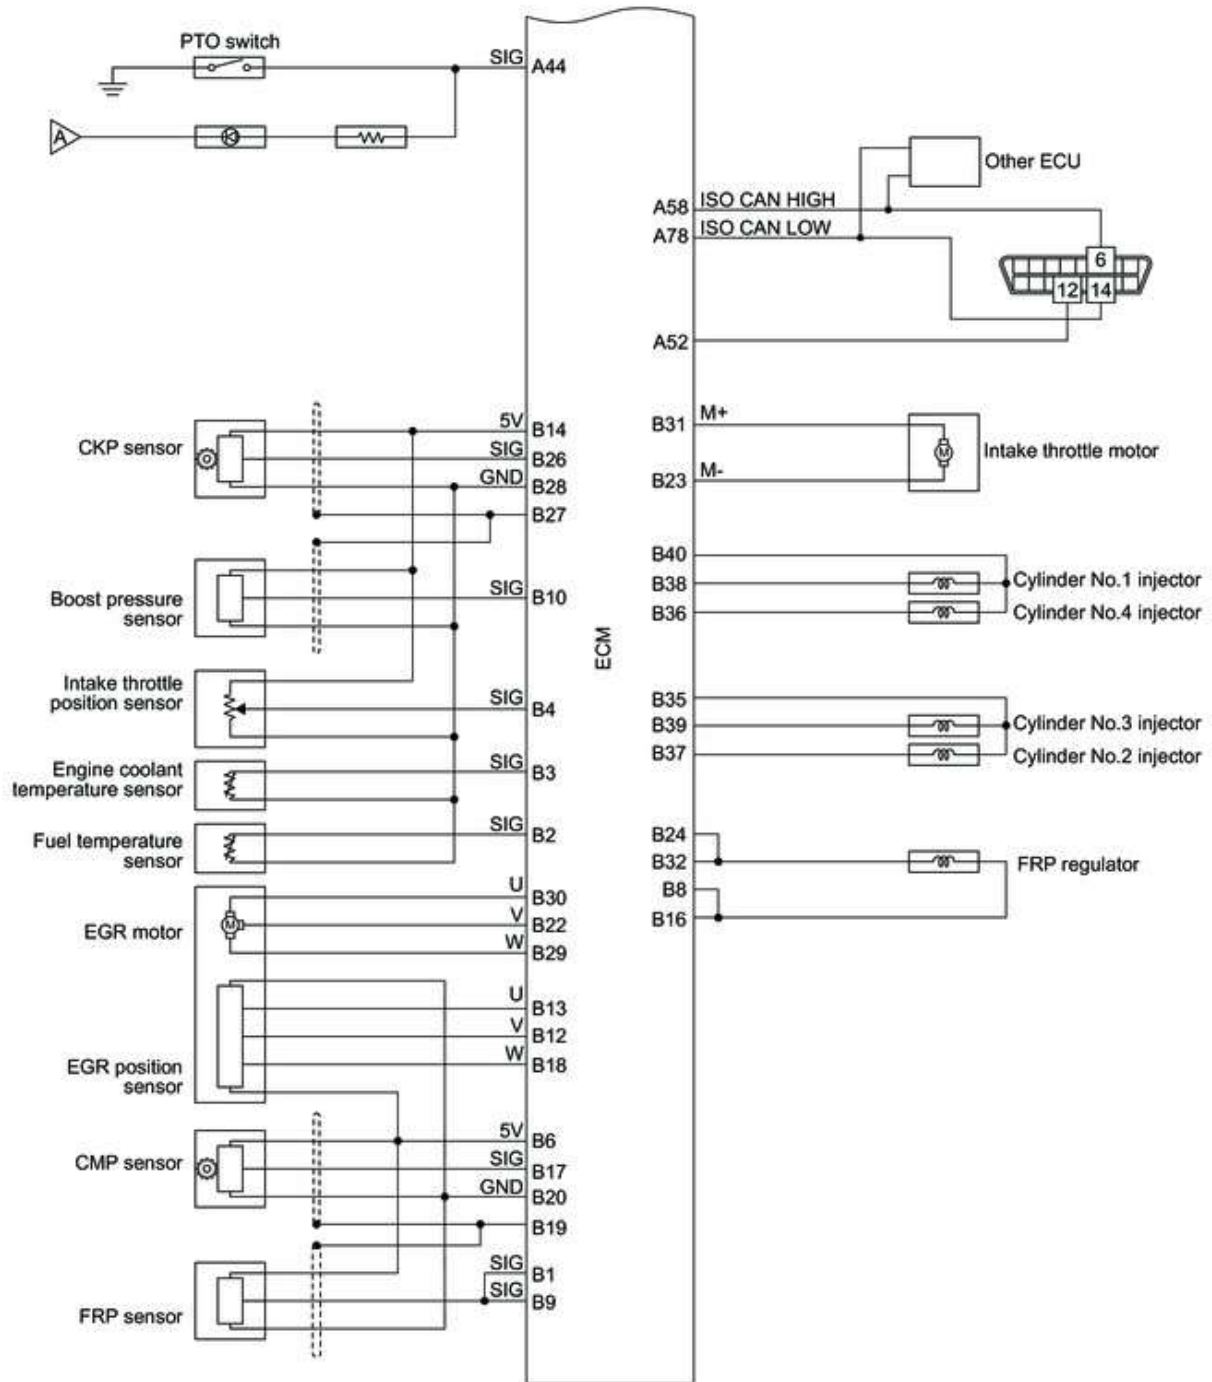 PTO switch
SIG
A44
A
Other ECU
A58
ISO CAN HIGH
A78
ISO CAN LOW
6
12
14
A52
CKP sensor
5V
B14
SIG
B26
GND
B28
B27
Boost pressure
sensor
SIG
B10
Intake throttle
position sensor
SIG
B4
Engine coolant
temperature sensor
SIG
B3
Fuel temperature
sensor
SIG
B2
EGR motor
M
U
B30
V
B22
W
B29
U
B13
V
B12
W
B18
EGR position
sensor
CMP sensor
5V
B6
SIG
B17
GND
B20
B19
FRP sensor
SIG
B1
SIG
B9
ECM
B31
M+
M
Intake throttle motor
B23
M-
B40
B38
Cylinder No.1 injector
B36
Cylinder No.4 injector
B35
B39
Cylinder No.3 injector
B37
Cylinder No.2 injector
B24
B32
FRP regulator
B8
B16